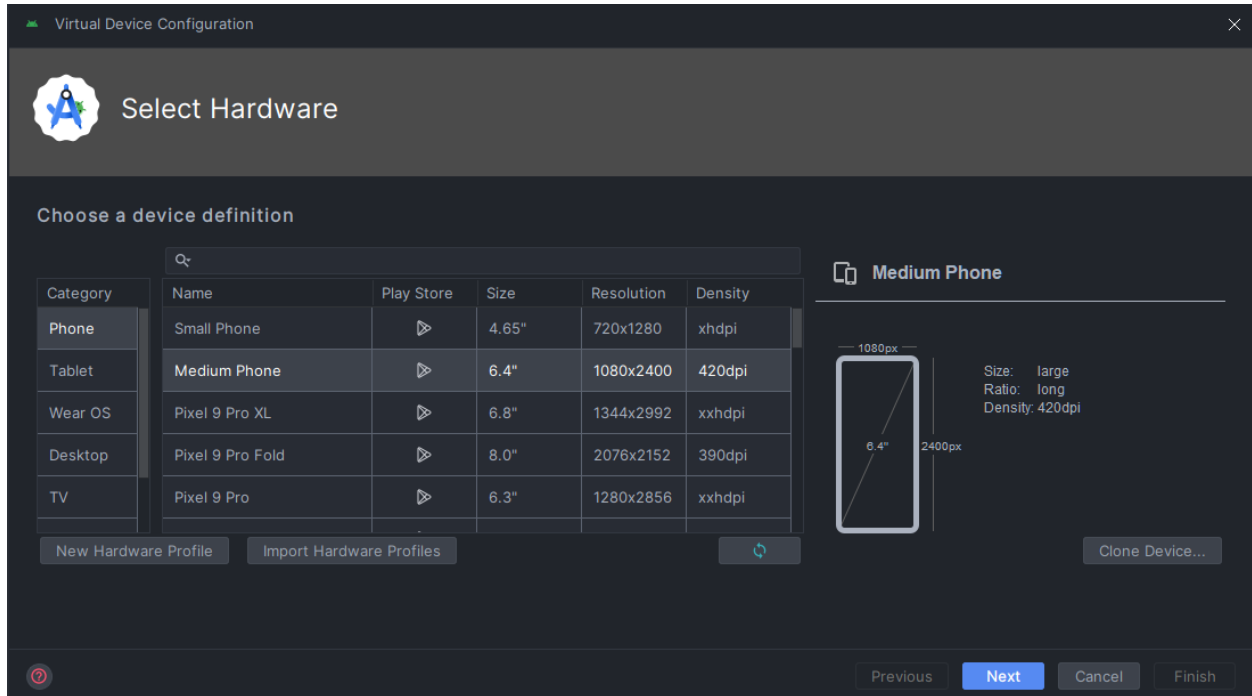 Virtual Device Configuration
Select Hardware
Choose a device definition
Category
Phone
Tablet
Wear OS
Desktop
TV
Name Play Store Size Resolution Density
Small Phone 4.65" 720x1280 xhdpi
Medium Phone 6.4" 1080x2400 420dpi
Pixel 9 Pro XL 6.8" 1344x2992 xxhdpi
Pixel 9 Pro Fold 8.0" 2076x2152 390dpi
Pixel 9 Pro 6.3" 1280x2856 xxhdpi
New Hardware Profile Import Hardware Profiles
Medium Phone
1080px
6.4"
2400px
Size: large
Ratio: long
Density: 420dpi
Clone Device...
?
Previous Next Cancel Finish